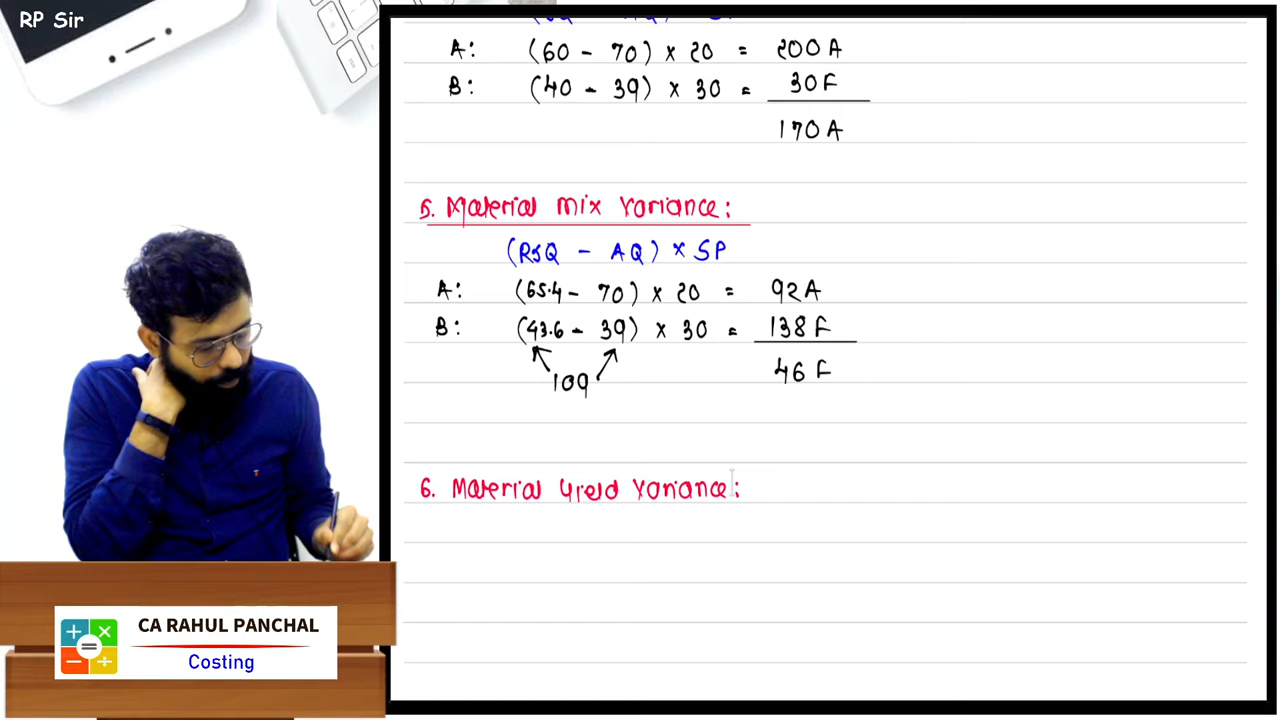 RP Sir
A: (60 - 70) × 20 = 200 A
B: (40 - 39) × 30 = 30 F
170 A
5. Material Mix Variance:
(RSQ - AQ) × SP
A: (65.4 - 70) × 20 = 92 A
B: (43.6 - 39) × 30 = 138 F
109
46 F
6. Material Yield Variance:
CA RAHUL PANCHAL
Costing